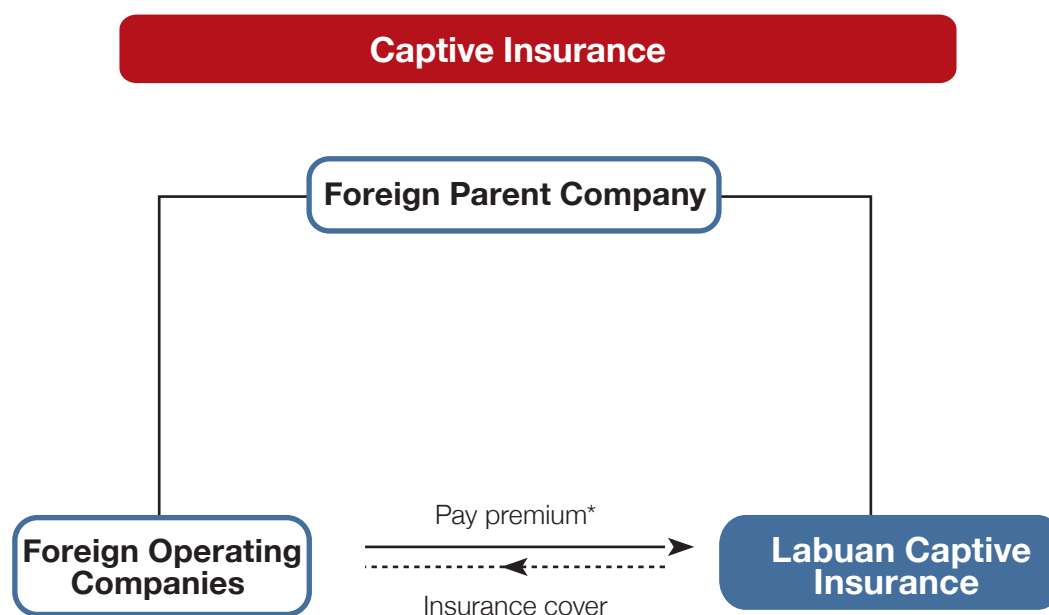 Captive Insurance
Foreign Parent Company
Pay premium*
Foreign Operating
Companies
Labuan Captive
Insurance
Insurance cover